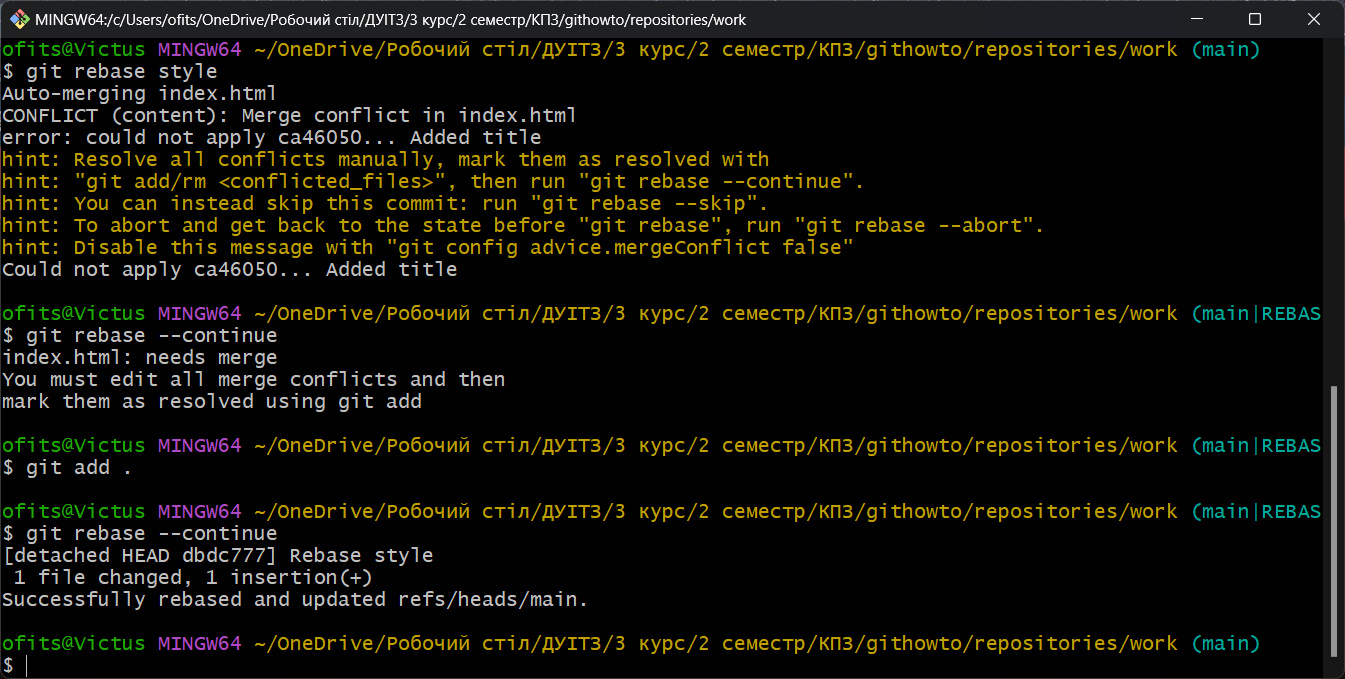 MINGW64:/c/Users/ofits/OneDrive/Робочий стіл/ДУІТЗ/3 курс/2 семестр/КПЗ/githowto/repositories/work
ofits@Victus MINGW64 ~/OneDrive/Робочий стіл/ДУІТЗ/3 курс/2 семестр/КПЗ/githowto/repositories/work (main)
$ git rebase style
Auto-merging index.html
CONFLICT (content): Merge conflict in index.html
error: could not apply ca46050... Added title
hint: Resolve all conflicts manually, mark them as resolved with
hint: "git add/rm <conflicted_files>", then run "git rebase --continue".
hint: You can instead skip this commit: run "git rebase --skip".
hint: To abort and get back to the state before "git rebase", run "git rebase --abort".
hint: Disable this message with "git config advice.mergeConflict false"
Could not apply ca46050... Added title
ofits@Victus MINGW64 ~/OneDrive/Робочий стіл/ДУІТЗ/3 курс/2 семестр/КПЗ/githowto/repositories/work (main|REBAS
$ git rebase --continue
index.html: needs merge
You must edit all merge conflicts and then
mark them as resolved using git add
ofits@Victus MINGW64 ~/OneDrive/Робочий стіл/ДУІТЗ/3 курс/2 семестр/КПЗ/githowto/repositories/work (main|REBAS
$ git add .
ofits@Victus MINGW64 ~/OneDrive/Робочий стіл/ДУІТЗ/3 курс/2 семестр/КПЗ/githowto/repositories/work (main|REBAS
$ git rebase --continue
[detached HEAD dbdc777] Rebase style
1 file changed, 1 insertion(+)
Successfully rebased and updated refs/heads/main.
ofits@Victus MINGW64 ~/OneDrive/Робочий стіл/ДУІТЗ/3 курс/2 семестр/КПЗ/githowto/repositories/work (main)
$